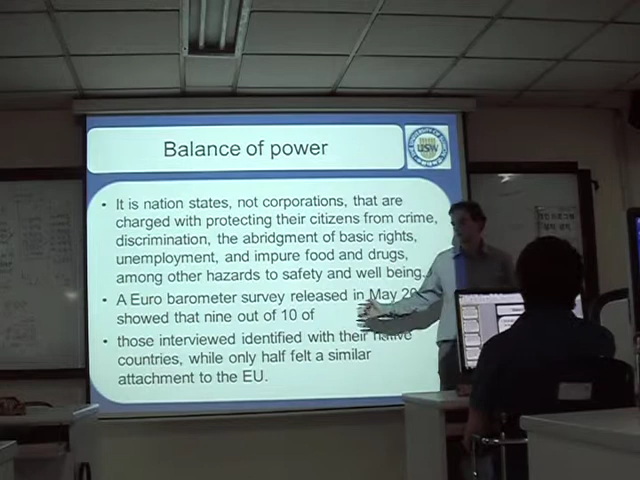 Balance of power
USW
• It is nation states, not corporations, that are
charged with protecting their citizens from crime,
discrimination, the abridgment of basic rights,
unemployment, and impure food and drugs,
among other hazards to safety and well being.
• A Euro barometer survey released in May
showed that nine out of 10 of
• those interviewed identified with their native
countries, while only half felt a similar
attachment to the EU.